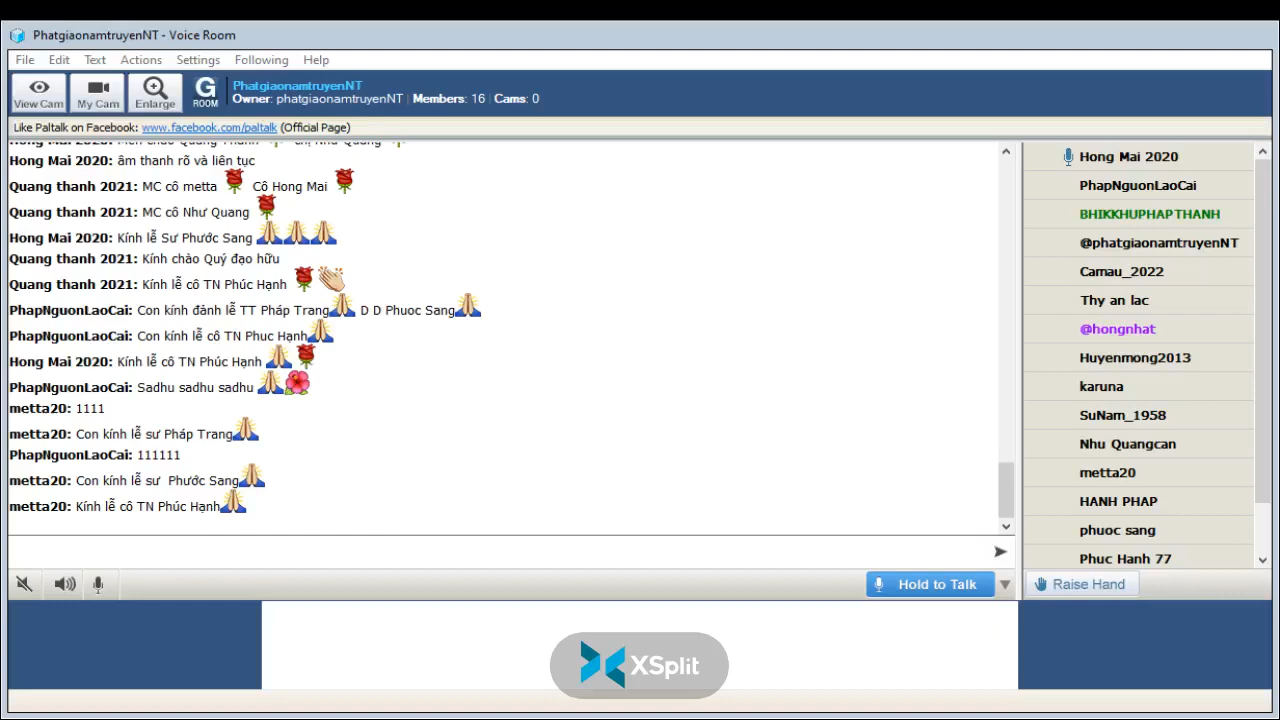 PhatgiaonamtruyenNT - Voice Room
File Edit Text Actions Settings Following Help
View Cam
My Cam
Enlarge
G
ROOM
PhatgiaonamtruyenNT
Owner: phatgiaonamtruyenNT | Members: 16 | Cams: 0
Like Paltalk on Facebook: www.facebook.com/paltalk (Official Page)
Hong Mai 2020: âm thanh rõ và liên tục
Quang thanh 2021: MC cô metta Cô Hong Mai
Quang thanh 2021: MC cô Như Quang
Hong Mai 2020: Kính lễ Sư Phước Sang
Quang thanh 2021: Kính chào Quý đạo hữu
Quang thanh 2021: Kính lễ cô TN Phúc Hạnh
PhapNguonLaoCai: Con kính đảnh lễ TT Pháp Trang D D Phuoc Sang
PhapNguonLaoCai: Con kính lễ cô TN Phuc Hạnh
Hong Mai 2020: Kính lễ cô TN Phúc Hạnh
PhapNguonLaoCai: Sadhu sadhu sadhu
metta20: 1111
metta20: Con kính lễ sư Pháp Trang
PhapNguonLaoCai: 111111
metta20: Con kính lễ sư Phước Sang
metta20: Kính lễ cô TN Phúc Hạnh
Hong Mai 2020
PhapNguonLaoCai
BHIKKHUPHAPTHANH
@phatgiaonamtruyenNT
Camau_2022
Thy an lac
@hongnhat
Huyenmong2013
karuna
SuNam_1958
Nhu Quangcan
metta20
HANH PHAP
phuoc sang
Phuc Hanh 77
Hold to Talk
Raise Hand
XSplit